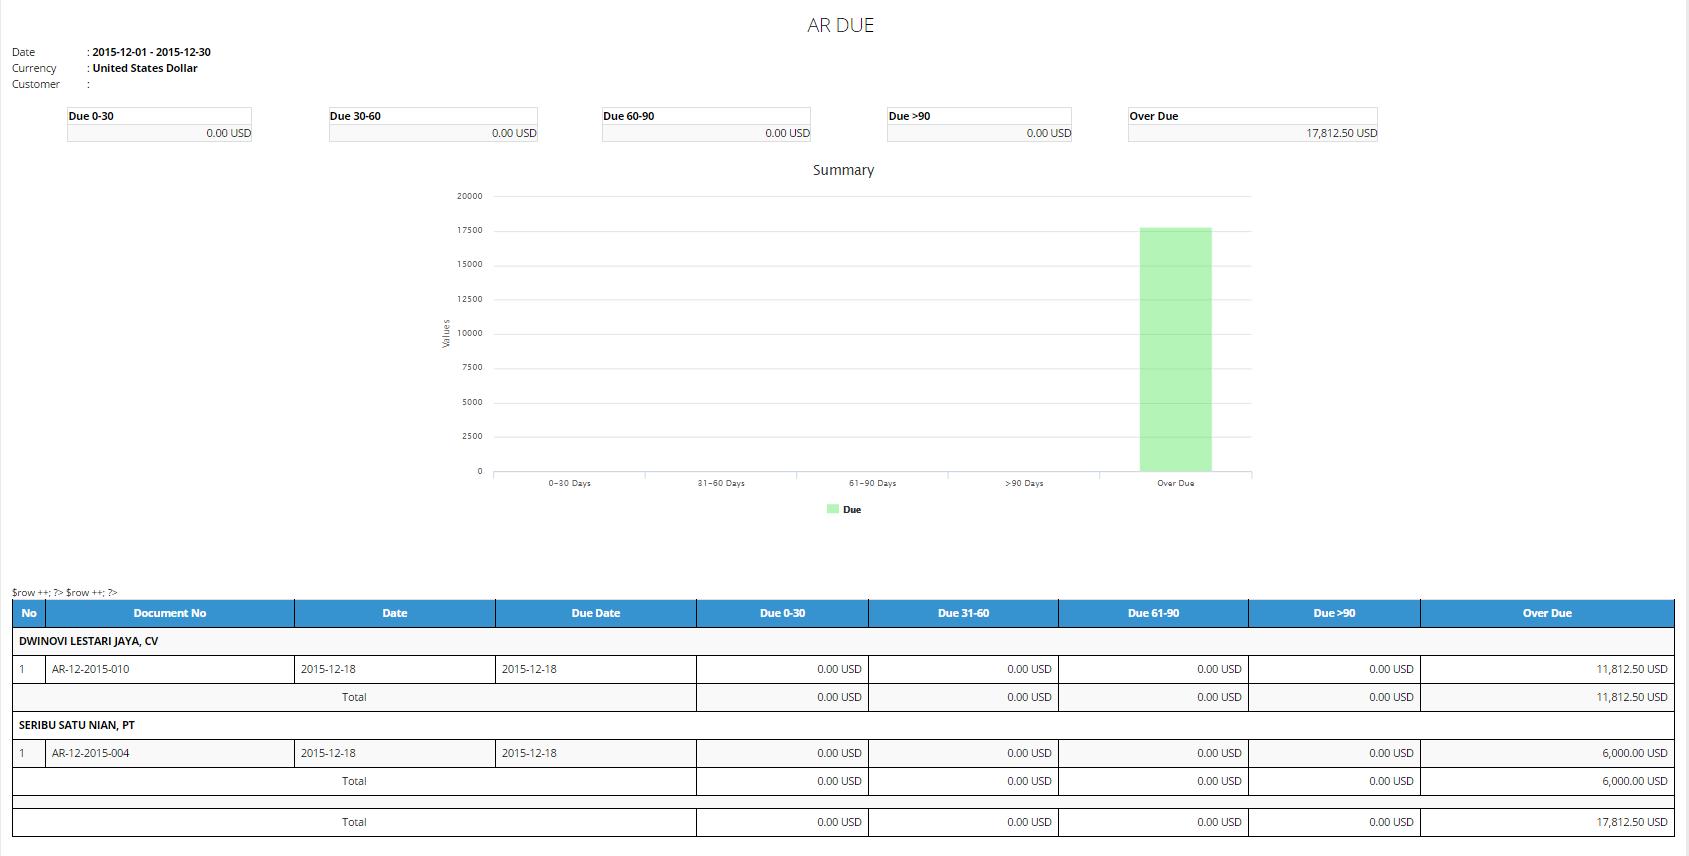 AR DUE
Date : 2015-12-01 - 2015-12-30
Currency : United States Dollar
Customer :
Due 0-30 Due 30-60 Due 60-90 Due >90 Over Due
0.00 USD 0.00 USD 0.00 USD 0.00 USD 17,812.50 USD
Summary
20000
17500
15000
12500
10000
7500
5000
2500
0
Values
0-30 Days 31-60 Days 61-90 Days >90 Days Over Due
Due
$row ++; ?> $row ++; ?>
No Document No Date Due Date Due 0-30 Due 31-60 Due 61-90 Due >90 Over Due
DWINOVI LESTARI JAYA, CV
1 AR-12-2015-010 2015-12-18 2015-12-18 0.00 USD 0.00 USD 0.00 USD 0.00 USD 11,812.50 USD
Total 0.00 USD 0.00 USD 0.00 USD 0.00 USD 11,812.50 USD
SERIBU SATU NIAN, PT
1 AR-12-2015-004 2015-12-18 2015-12-18 0.00 USD 0.00 USD 0.00 USD 0.00 USD 6,000.00 USD
Total 0.00 USD 0.00 USD 0.00 USD 0.00 USD 6,000.00 USD
Total 0.00 USD 0.00 USD 0.00 USD 0.00 USD 17,812.50 USD